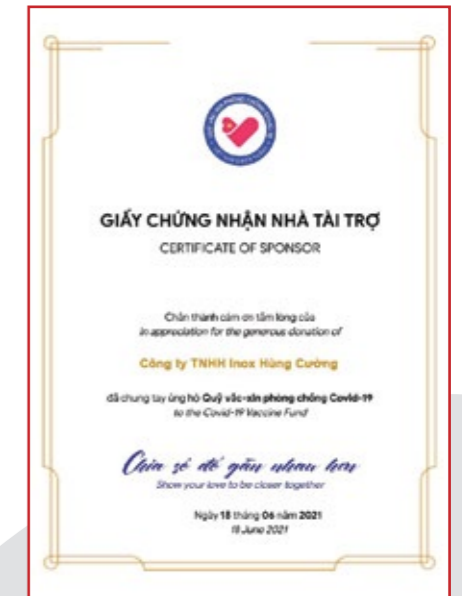 GIẤY CHỨNG NHẬN NHÀ TÀI TRỢ
CERTIFICATE OF SPONSOR
Chân thành cám ơn tấm lòng của
In appreciation for the generous donation of
Công ty TNHH Inox Hùng Cường
đã chung tay ủng hộ Quỹ vắc-xin phòng chống Covid-19
to the Covid-19 Vaccine Fund
Chia sẻ để gần nhau hơn
Show your love to be closer together
Ngày 18 tháng 06 năm 2021
18 June 2021